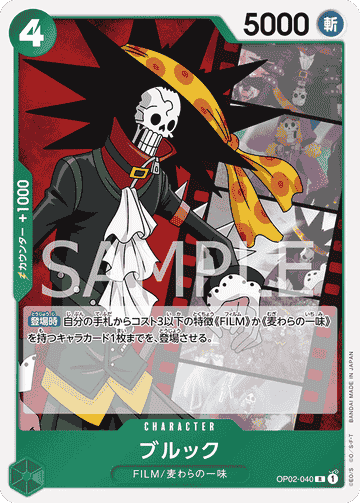 4
5000
斬
カウンター +1000
SAMPLE
登場時 自分の手札からコスト3以下の特徴《FILM》か《麦わらの一味》
を持つキャラカード1枚までを、登場させる。
CHARACTER
ブルック
FILM/麦わらの一味
OP02-040 R 1
©E.O./S. ©O./S.・F・T BANDAI MADE IN JAPAN